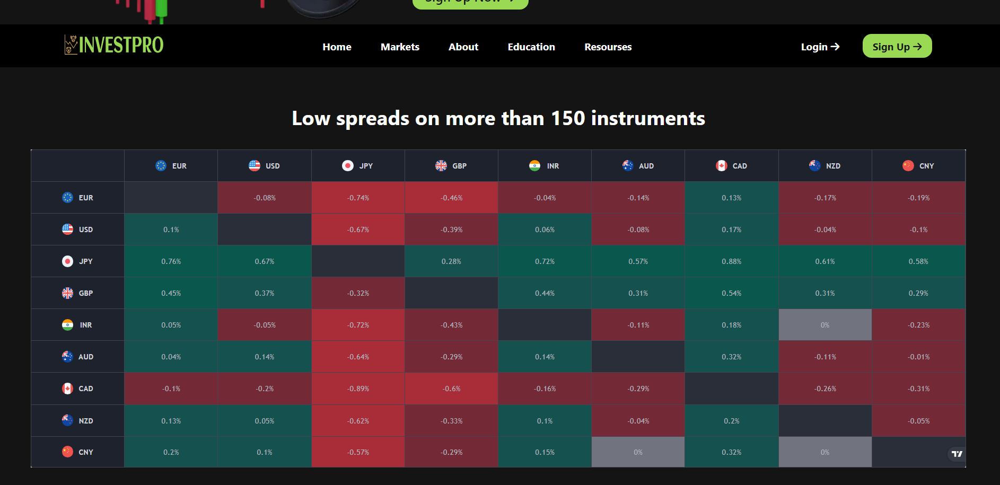 Sign Up Now →
INVESTPRO
Home Markets About Education Resourses
Login → Sign Up →
Low spreads on more than 150 instruments
EUR USD JPY GBP INR AUD CAD NZD CNY
EUR -0.08% -0.74% -0.46% -0.04% -0.14% 0.13% -0.17% -0.19%
USD 0.1% -0.67% -0.39% 0.06% -0.08% 0.17% -0.04% -0.1%
JPY 0.76% 0.67% 0.28% 0.72% 0.57% 0.88% 0.61% 0.58%
GBP 0.45% 0.37% -0.32% 0.44% 0.31% 0.54% 0.31% 0.29%
INR 0.05% -0.05% -0.72% -0.43% -0.11% 0.18% 0% -0.23%
AUD 0.04% 0.14% -0.64% -0.29% 0.14% 0.32% -0.11% -0.01%
CAD -0.1% -0.2% -0.89% -0.6% -0.16% -0.29% -0.26% -0.31%
NZD 0.13% 0.05% -0.62% -0.33% 0.1% -0.04% 0.2% -0.05%
CNY 0.2% 0.1% -0.57% -0.29% 0.15% 0% 0.32% 0%